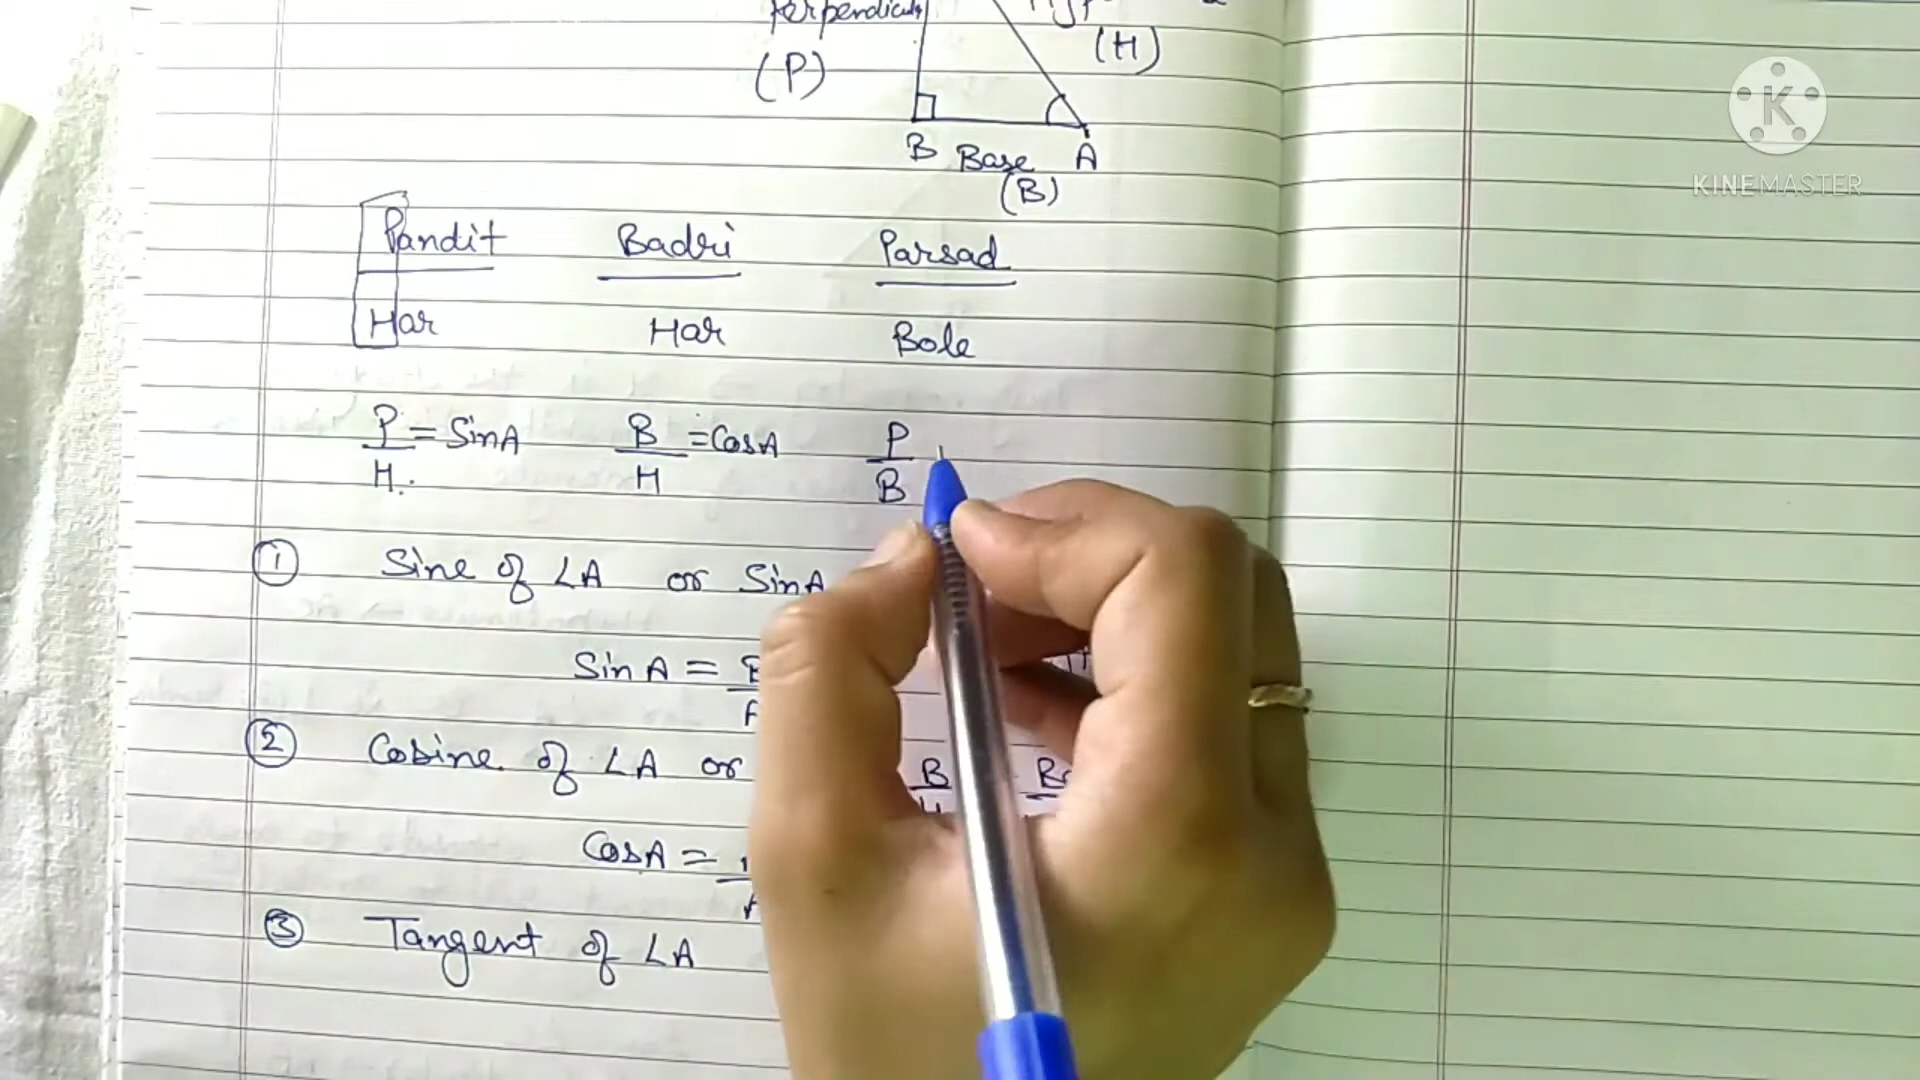 Perpendicul
(P)
(H)
B Base A
(B)
Pandit Badri Parsad
Har Har Bole
P/H = SinA B/H = CosA P/B
① Sine of ∠A or SinA
SinA =
② Cosine of ∠A or B
CosA =
③ Tangent of ∠A
K
KINEMASTER